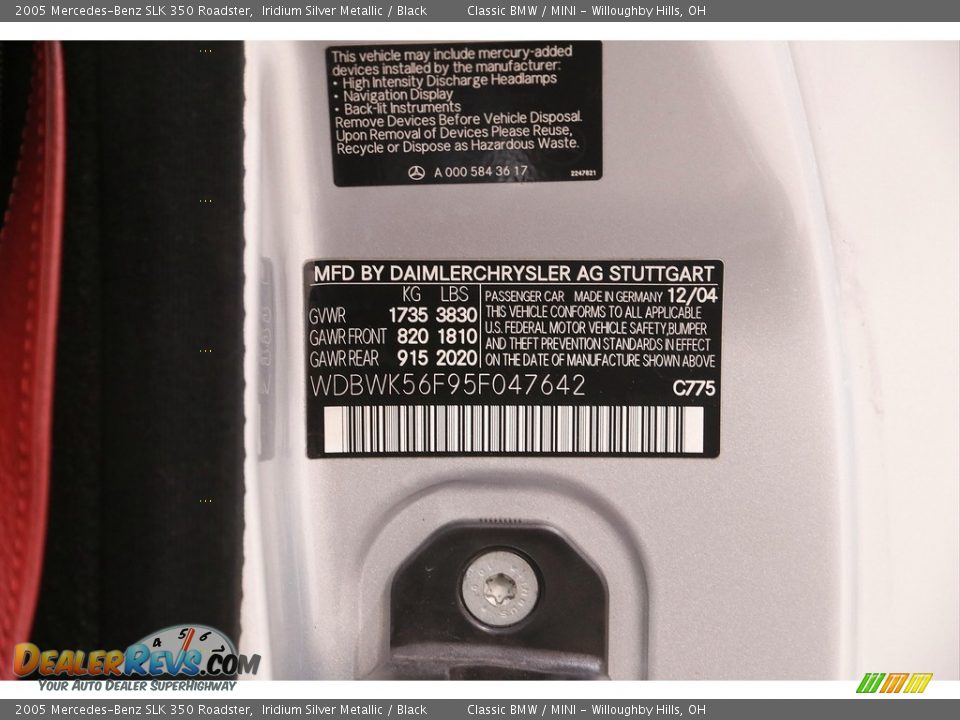 2005 Mercedes-Benz SLK 350 Roadster, Iridium Silver Metallic / Black Classic BMW / MINI - Willoughby Hills, OH
This vehicle may include mercury-added
devices installed by the manufacturer:
• High Intensity Discharge Headlamps
• Navigation Display
• Back-lit Instruments
Remove Devices Before Vehicle Disposal.
Upon Removal of Devices Please Reuse,
Recycle or Dispose as Hazardous Waste.
A 000 584 36 17 2247821
MFD BY DAIMLERCHRYSLER AG STUTTGART
KG LBS
GVWR 1735 3830
GAWR FRONT 820 1810
GAWR REAR 915 2020
PASSENGER CAR MADE IN GERMANY 12/04
THIS VEHICLE CONFORMS TO ALL APPLICABLE
U.S. FEDERAL MOTOR VEHICLE SAFETY,BUMPER
AND THEFT PREVENTION STANDARDS IN EFFECT
ON THE DATE OF MANUFACTURE SHOWN ABOVE
WDBWK56F95F047642 C775
4 5 6 7
DEALERREVS.COM
YOUR AUTO DEALER SUPERHIGHWAY
2005 Mercedes-Benz SLK 350 Roadster, Iridium Silver Metallic / Black Classic BMW / MINI - Willoughby Hills, OH